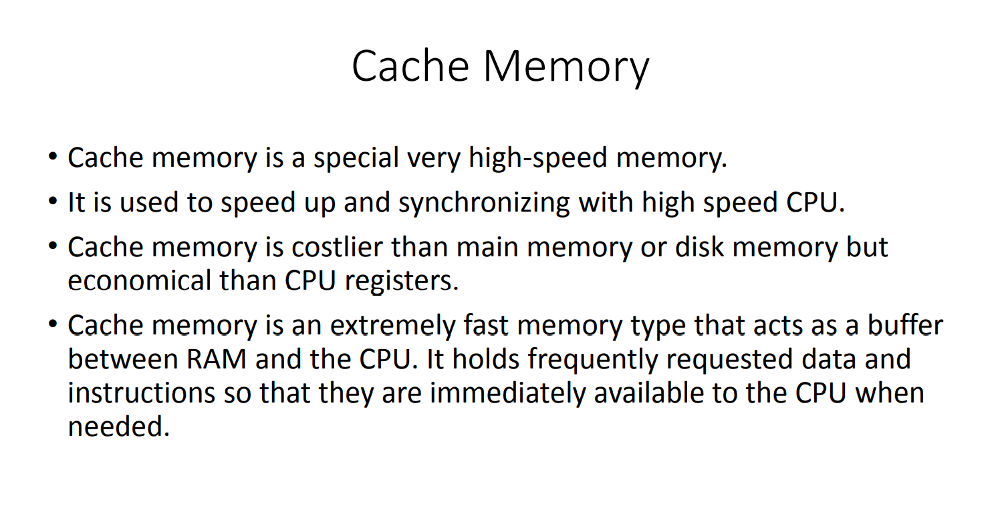 Cache Memory
• Cache memory is a special very high-speed memory.
• It is used to speed up and synchronizing with high speed CPU.
• Cache memory is costlier than main memory or disk memory but
economical than CPU registers.
• Cache memory is an extremely fast memory type that acts as a buffer
between RAM and the CPU. It holds frequently requested data and
instructions so that they are immediately available to the CPU when
needed.